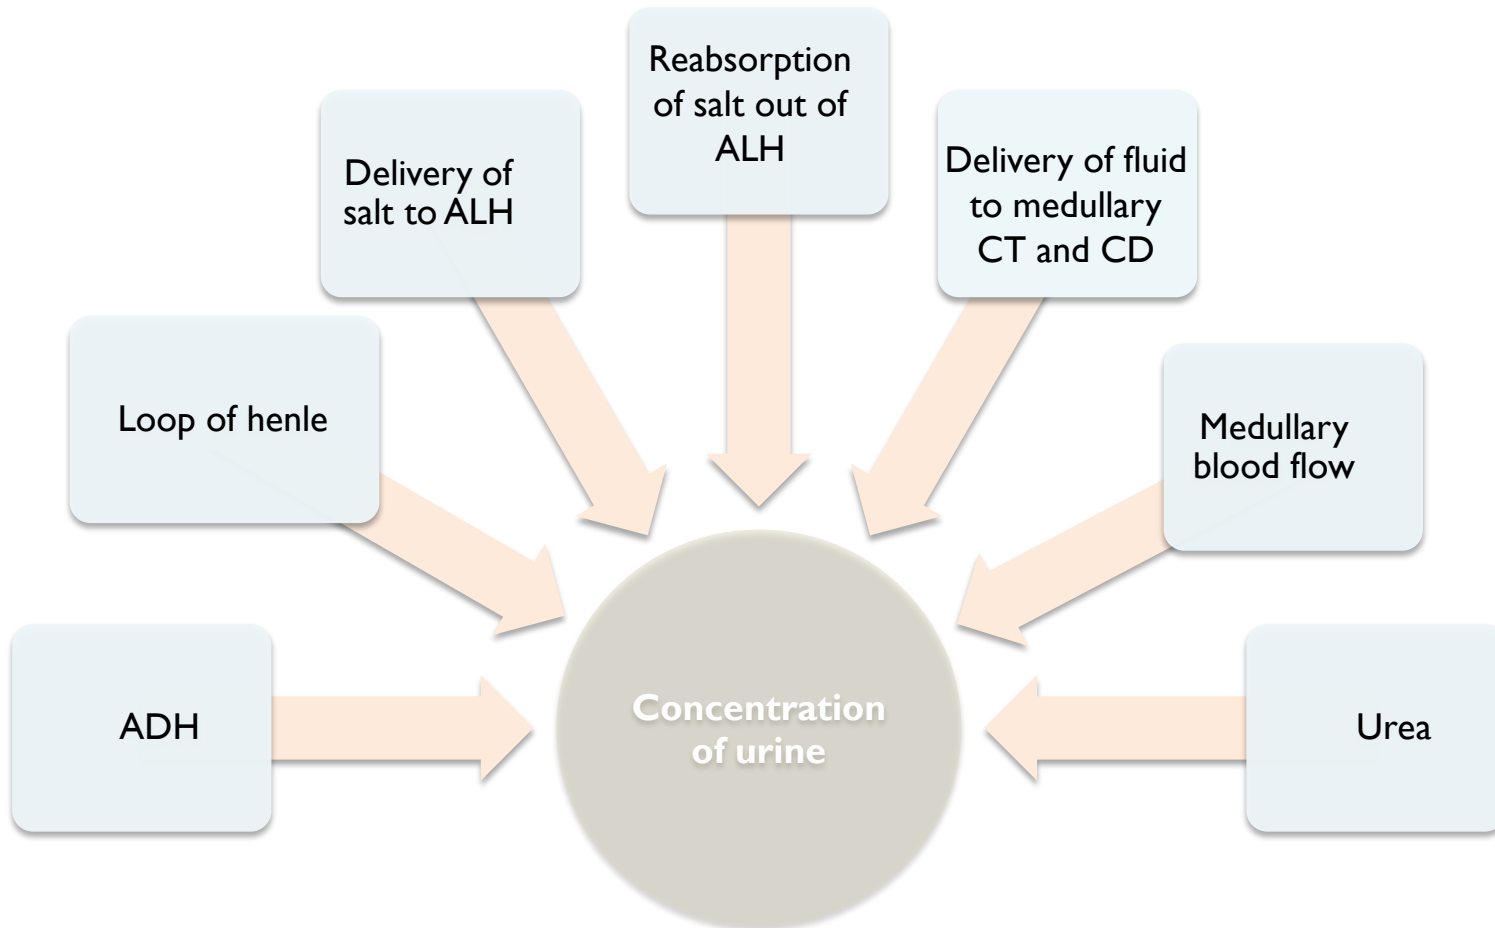 Reabsorption
of salt out of
ALH
Delivery of
salt to ALH
Delivery of fluid
to medullary
CT and CD
Loop of henle
Medullary
blood flow
ADH
Concentration
of urine
Urea